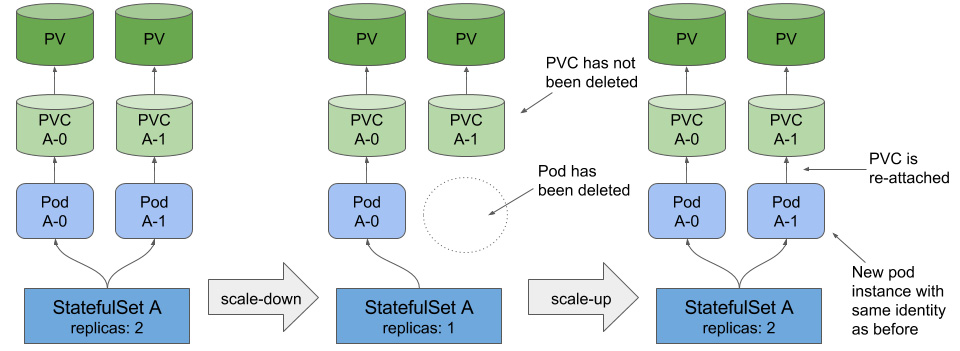 PV
PV
PVC
A-0
PVC
A-1
Pod
A-0
Pod
A-1
StatefulSet A
replicas: 2
scale-down
PV
PV
PVC has not
been deleted
PVC
A-0
PVC
A-1
Pod has
been deleted
Pod
A-0
StatefulSet A
replicas: 1
scale-up
PV
PV
PVC
A-0
PVC
A-1
PVC is
re-attached
Pod
A-0
Pod
A-1
New pod
instance with
same identity
as before
StatefulSet A
replicas: 2